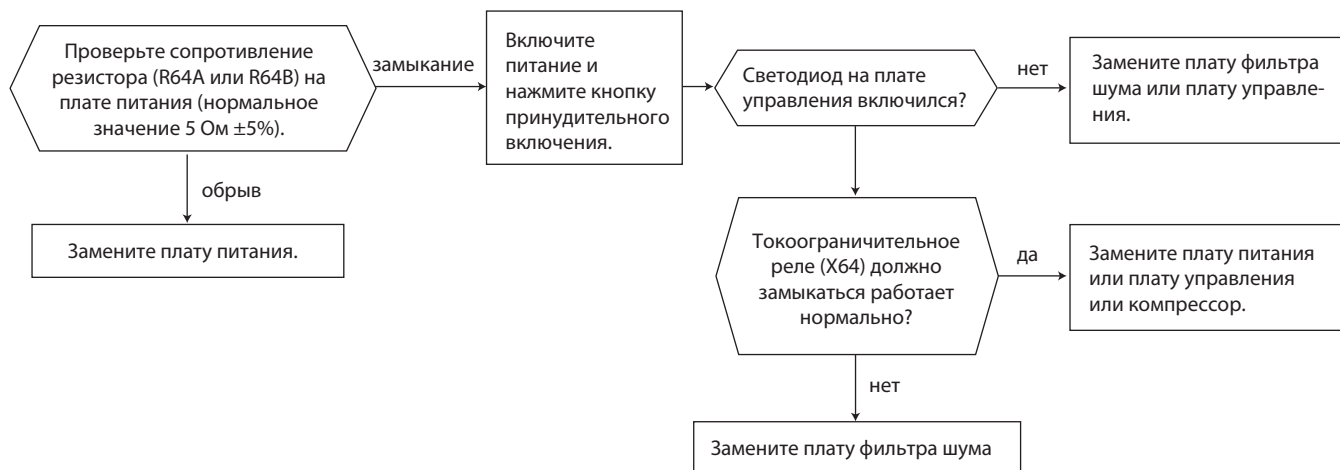 Проверьте сопротивление
резистора (R64A или R64B) на
плате питания (нормальное
значение 5 Ом ±5%).
замыкание
обрыв
Замените плату питания.
Включите
питание и
нажмите кнопку
принудительного
включения.
Светодиод на плате
управления включился?
нет
Замените плату фильтра
шума или плату управле-
ния.
Токоограничительное
реле (X64) должно
замыкаться работает
нормально?
да
Замените плату питания
или плату управления
или компрессор.
нет
Замените плату фильтра шума